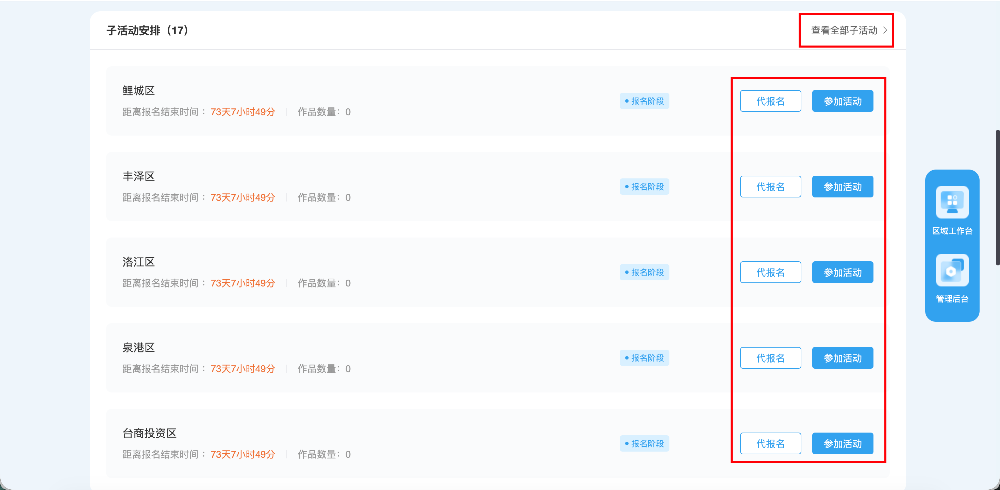 子活动安排（17）
查看全部子活动
鲤城区
距离报名结束时间： 73天7小时49分 作品数量：0
报名阶段
代报名
参加活动
丰泽区
距离报名结束时间： 73天7小时49分 作品数量：0
报名阶段
代报名
参加活动
洛江区
距离报名结束时间： 73天7小时49分 作品数量：0
报名阶段
代报名
参加活动
泉港区
距离报名结束时间： 73天7小时49分 作品数量：0
报名阶段
代报名
参加活动
台商投资区
距离报名结束时间： 73天7小时49分 作品数量：0
报名阶段
代报名
参加活动
区域工作台
管理后台